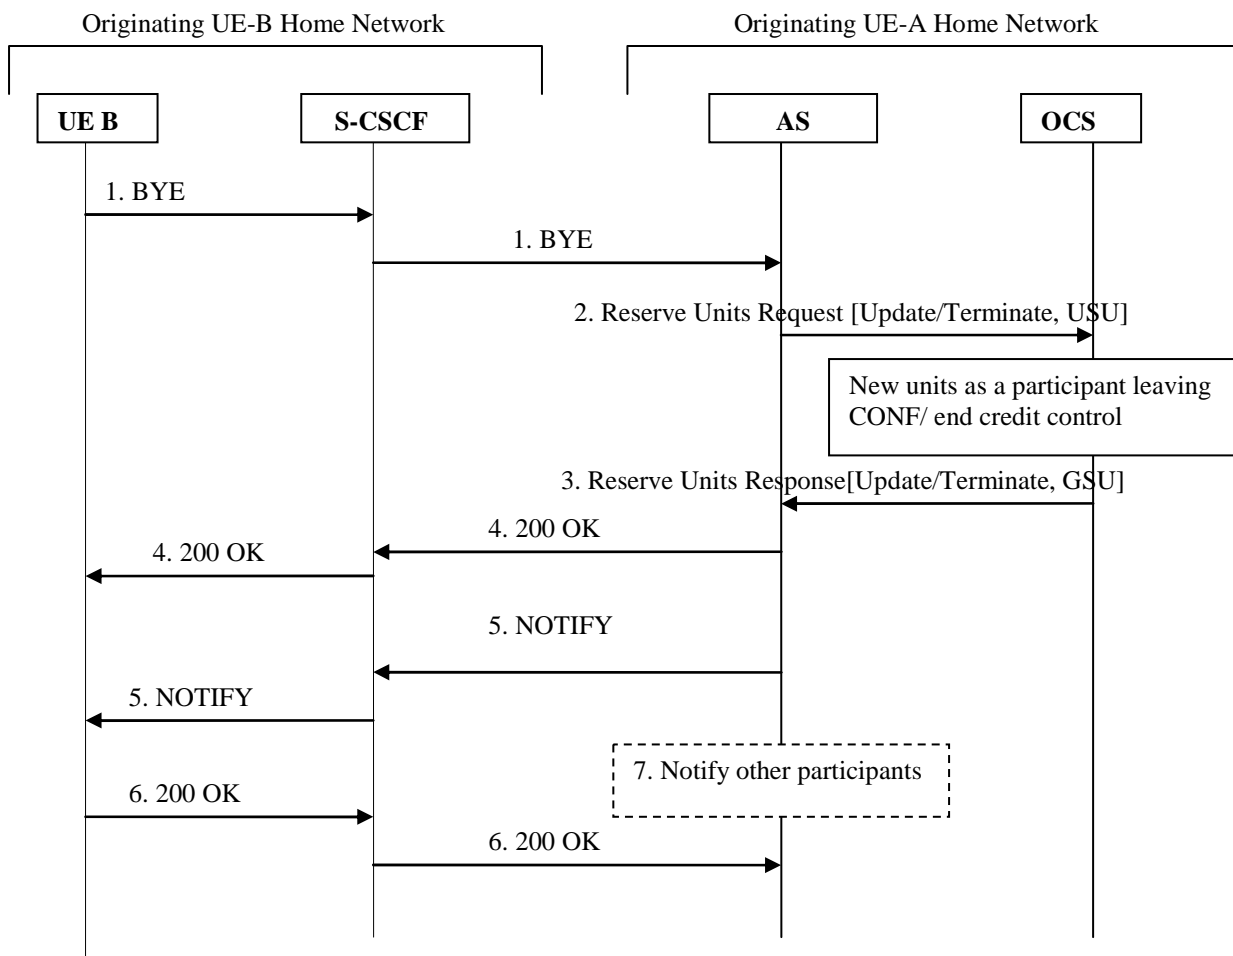 Originating UE-B Home Network
Originating UE-A Home Network
UE B
S-CSCF
AS
OCS
1. BYE
1. BYE
2. Reserve Units Request [Update/Terminate, USU]
New units as a participant leaving
CONF/ end credit control
3. Reserve Units Response[Update/Terminate, GSU]
4. 200 OK
4. 200 OK
5. NOTIFY
5. NOTIFY
7. Notify other participants
6. 200 OK
6. 200 OK